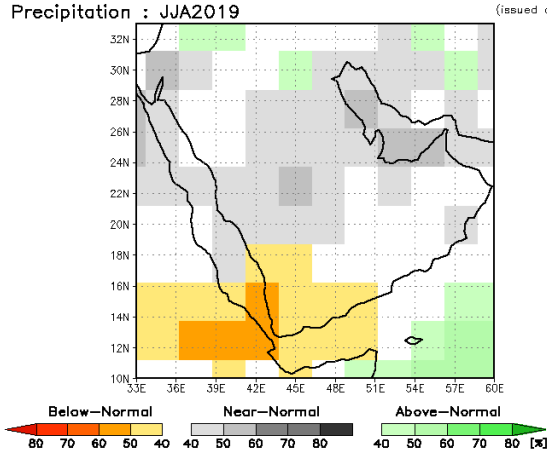 Precipitation : JJA2019
(issued
32N
30N
28N
26N
24N
22N
20N
18N
16N
14N
12N
10N
33E 36E 39E 42E 45E 48E 51E 54E 57E 60E
Below-Normal Near-Normal Above-Normal
80 70 60 50 40 40 50 60 70 80 40 50 60 70 80 [%]